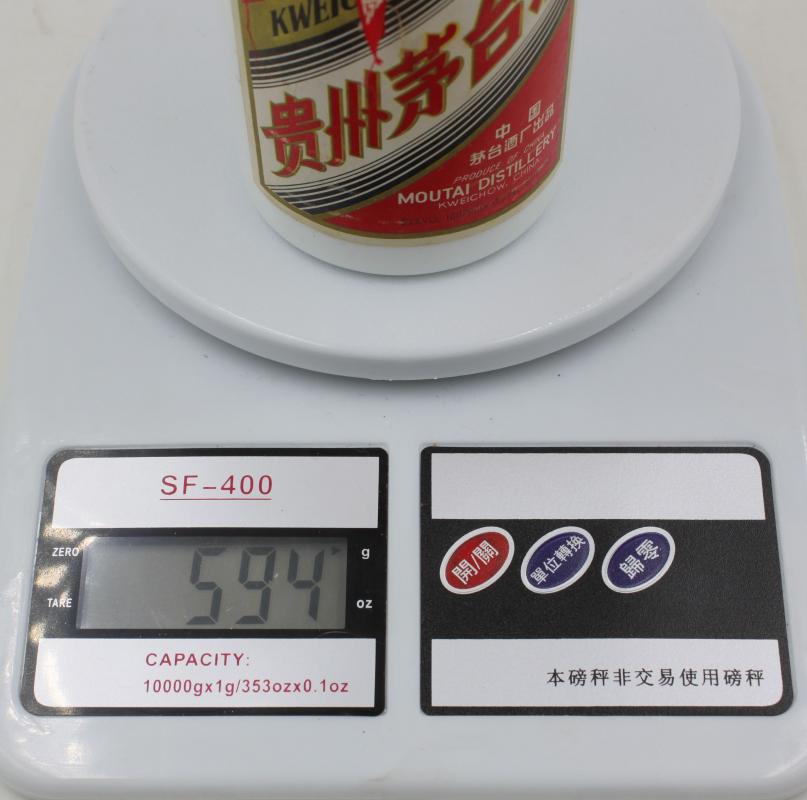 KWEIC
贵州茅台
中国
茅台酒厂出品
PRODUCE OF CHINA
MOUTAI DISTILLERY
KWEICHOW, CHINA
SF-400
ZERO
TARE
594
g
oz
CAPACITY:
10000gx1g/353ozx0.1oz
開/關
單位轉換
歸零
本磅秤非交易使用磅秤